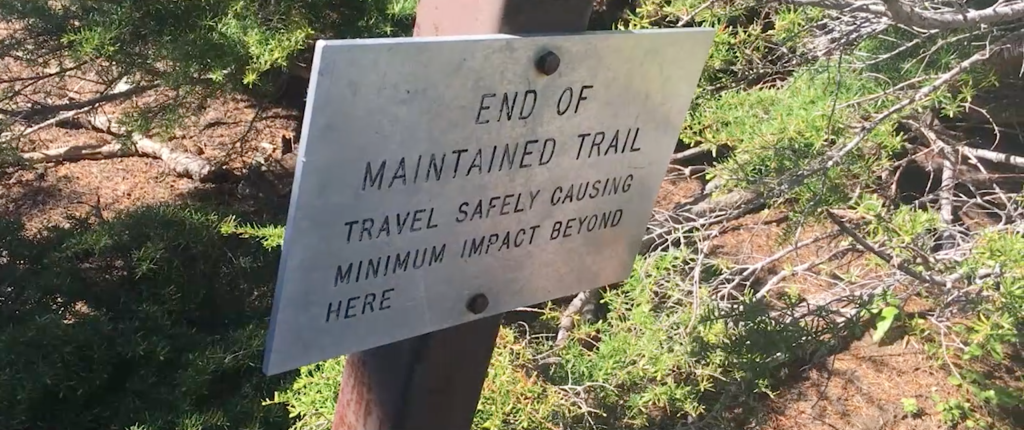 END OF
MAINTAINED TRAIL
TRAVEL SAFELY CAUSING
MINIMUM IMPACT BEYOND
HERE